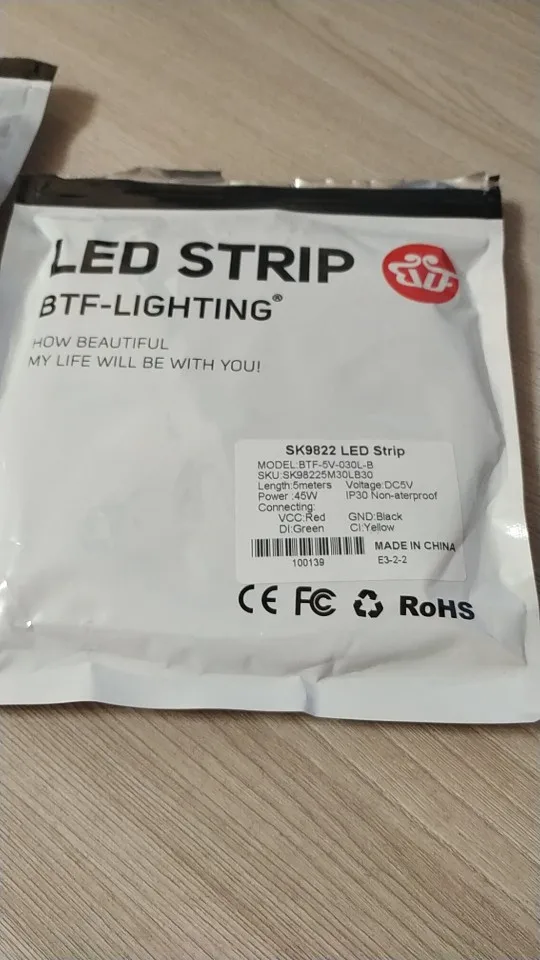 LED STRIP
BTF-LIGHTING®
HOW BEAUTIFUL
MY LIFE WILL BE WITH YOU!
SK9822 LED Strip
MODEL:BTF-5V-030L-B
SKU:SK98225M30LB30
Length:5meters Voltage:DC5V
Power :45W IP30 Non-aterproof
Connecting:
VCC:Red GND:Black
DI:Green CI:Yellow
MADE IN CHINA
100139 E3-2-2
CE FC RoHS